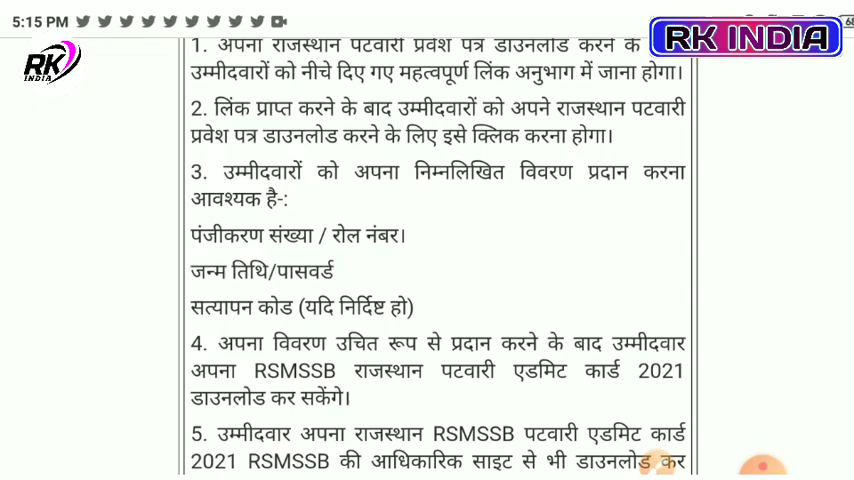 5:15 PM
RK INDIA
RK
INDIA
1. अपना राजस्थान पटवारी प्रवेश पत्र डाउनलोड करने के
उम्मीदवारों को नीचे दिए गए महत्वपूर्ण लिंक अनुभाग में जाना होगा।
2. लिंक प्राप्त करने के बाद उम्मीदवारों को अपने राजस्थान पटवारी
प्रवेश पत्र डाउनलोड करने के लिए इसे क्लिक करना होगा।
3. उम्मीदवारों को अपना निम्नलिखित विवरण प्रदान करना
आवश्यक है-:
पंजीकरण संख्या / रोल नंबर।
जन्म तिथि/पासवर्ड
सत्यापन कोड (यदि निर्दिष्ट हो)
4. अपना विवरण उचित रूप से प्रदान करने के बाद उम्मीदवार
अपना RSMSSB राजस्थान पटवारी एडमिट कार्ड 2021
डाउनलोड कर सकेंगे।
5. उम्मीदवार अपना राजस्थान RSMSSB पटवारी एडमिट कार्ड
2021 RSMSSB की आधिकारिक साइट से भी डाउनलोड कर